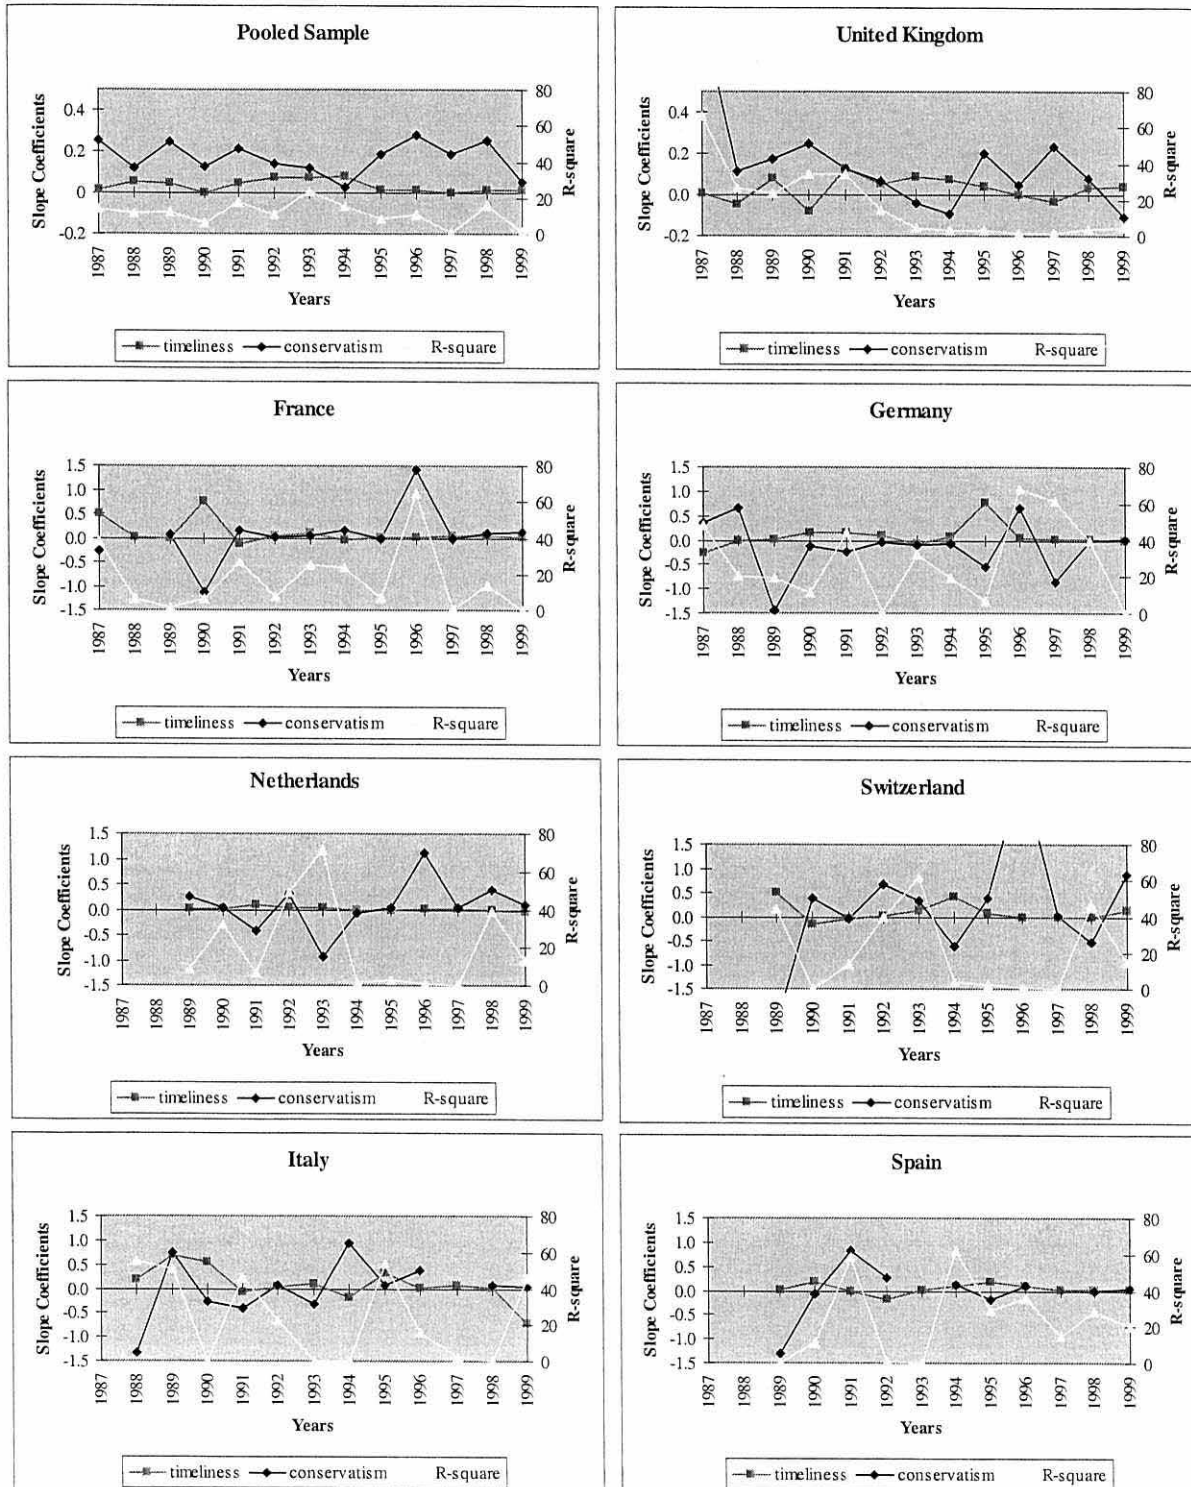 Pooled Sample
Slope Coefficients
0.4
0.2
0
-0.2
80
60
40
20
0
R-square
1987 1988 1989 1990 1991 1992 1993 1994 1995 1996 1997 1998 1999
Years
timeliness conservatism R-square
United Kingdom
Slope Coefficients
0.4
0.2
0.0
-0.2
80
60
40
20
0
R-square
1987 1988 1989 1990 1991 1992 1993 1994 1995 1996 1997 1998 1999
Years
timeliness conservatism R-square
France
Slope Coefficients
1.5
1.0
0.5
0.0
-0.5
-1.0
-1.5
80
60
40
20
0
R-square
1987 1988 1989 1990 1991 1992 1993 1994 1995 1996 1997 1998 1999
Years
timeliness conservatism R-square
Germany
Slope Coefficients
1.5
1.0
0.5
0.0
-0.5
-1.0
-1.5
80
60
40
20
0
R-square
1987 1988 1989 1990 1991 1992 1993 1994 1995 1996 1997 1998 1999
Years
timeliness conservatism R-square
Netherlands
Slope Coefficients
1.5
1.0
0.5
0.0
-0.5
-1.0
-1.5
80
60
40
20
0
R-square
1987 1988 1989 1990 1991 1992 1993 1994 1995 1996 1997 1998 1999
Years
timeliness conservatism R-square
Switzerland
Slope Coefficients
1.5
1.0
0.5
0.0
-0.5
-1.0
-1.5
80
60
40
20
0
R-square
1987 1988 1989 1990 1991 1992 1993 1994 1995 1996 1997 1998 1999
Years
timeliness conservatism R-square
Italy
Slope Coefficients
1.5
1.0
0.5
0.0
-0.5
-1.0
-1.5
80
60
40
20
0
R-square
1987 1988 1989 1990 1991 1992 1993 1994 1995 1996 1997 1998 1999
Years
timeliness conservatism R-square
Spain
Slope Coefficients
1.5
1.0
0.5
0.0
-0.5
-1.0
-1.5
80
60
40
20
0
R-square
1987 1988 1989 1990 1991 1992 1993 1994 1995 1996 1997 1998 1999
Years
timeliness conservatism R-square